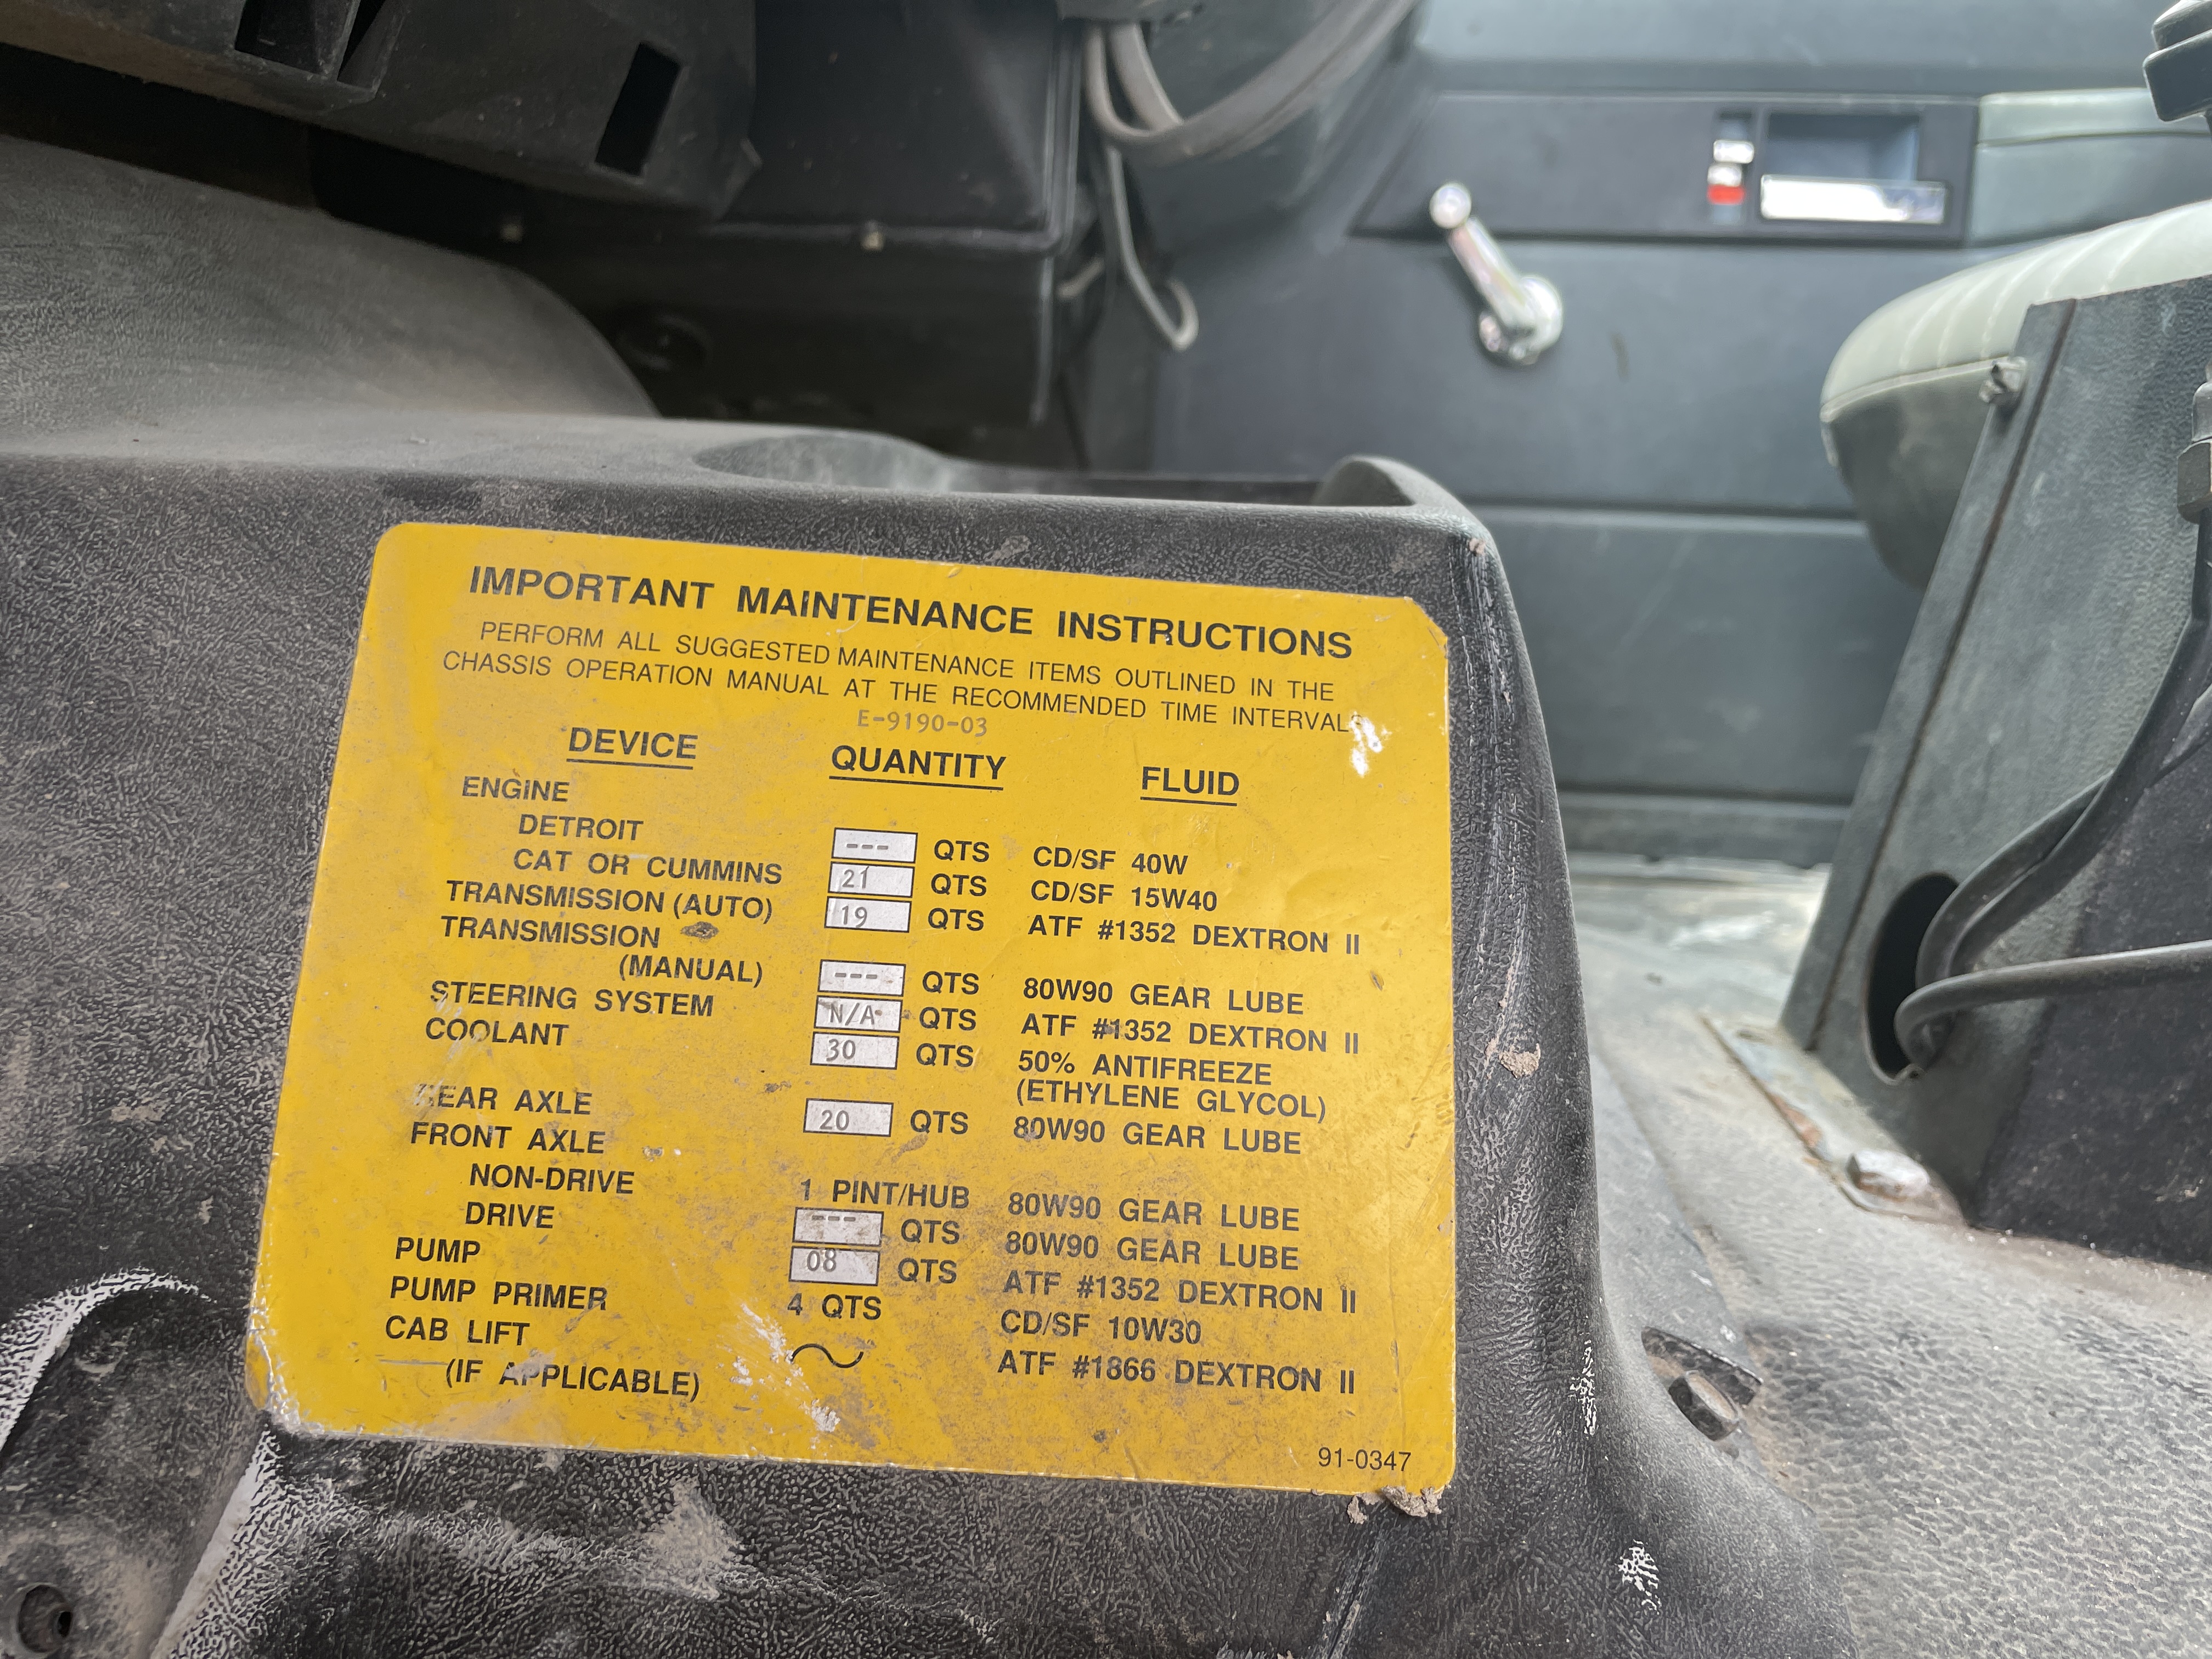 IMPORTANT MAINTENANCE INSTRUCTIONS
PERFORM ALL SUGGESTED MAINTENANCE ITEMS OUTLINED IN THE
CHASSIS OPERATION MANUAL AT THE RECOMMENDED TIME INTERVALS
E-9190-03
DEVICE QUANTITY FLUID
ENGINE
DETROIT --- QTS CD/SF 40W
CAT OR CUMMINS 21 QTS CD/SF 15W40
TRANSMISSION (AUTO) 19 QTS ATF #1352 DEXTRON II
TRANSMISSION
(MANUAL) --- QTS 80W90 GEAR LUBE
STEERING SYSTEM N/A QTS ATF #1352 DEXTRON II
COOLANT 30 QTS 50% ANTIFREEZE
(ETHYLENE GLYCOL)
REAR AXLE 20 QTS 80W90 GEAR LUBE
FRONT AXLE
NON-DRIVE 1 PINT/HUB 80W90 GEAR LUBE
DRIVE --- QTS 80W90 GEAR LUBE
PUMP 08 QTS ATF #1352 DEXTRON II
PUMP PRIMER 4 QTS CD/SF 10W30
CAB LIFT ~ ATF #1866 DEXTRON II
(IF APPLICABLE)
91-0347